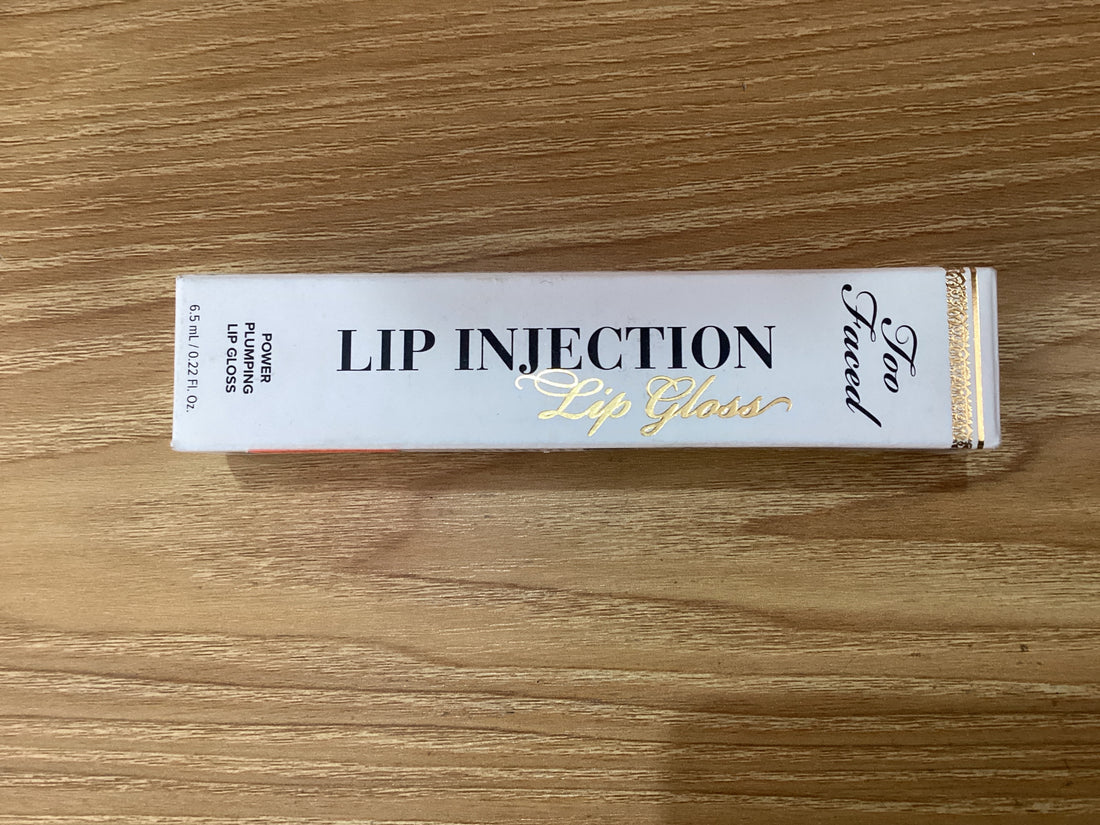 Too
Faced
LIP INJECTION
Lip Gloss
POWER
PLUMPING
LIP GLOSS
6.5 mL / 0.22 Fl. Oz.